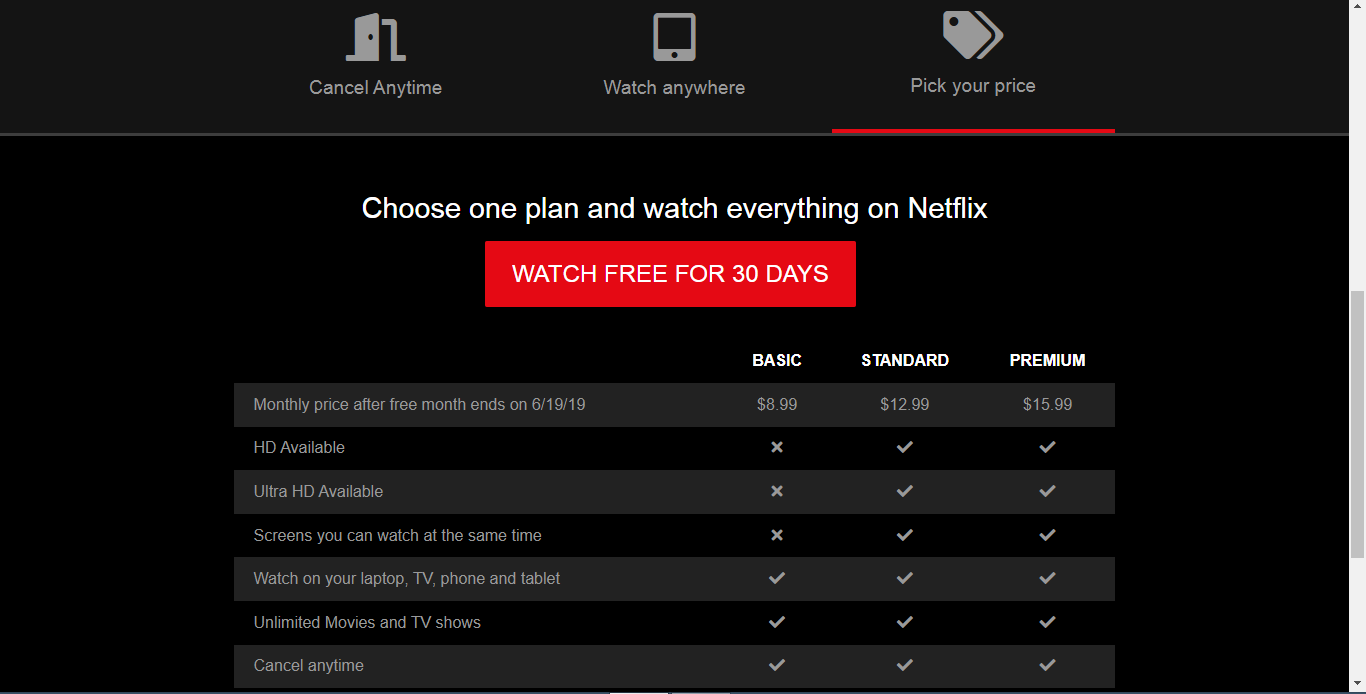 Cancel Anytime
Watch anywhere
Pick your price
Choose one plan and watch everything on Netflix
WATCH FREE FOR 30 DAYS
BASIC STANDARD PREMIUM
Monthly price after free month ends on 6/19/19 $8.99 $12.99 $15.99
HD Available
Ultra HD Available
Screens you can watch at the same time
Watch on your laptop, TV, phone and tablet
Unlimited Movies and TV shows
Cancel anytime